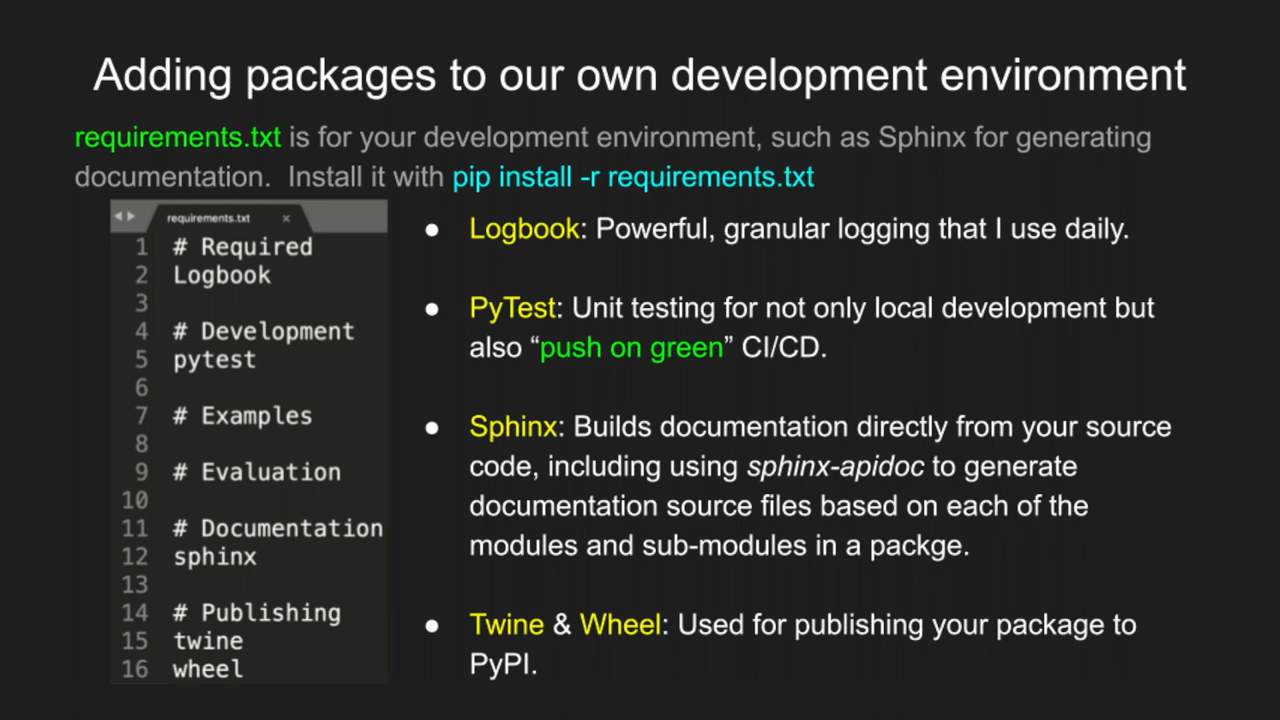 Adding packages to our own development environment
requirements.txt is for your development environment, such as Sphinx for generating
documentation.  Install it with pip install -r requirements.txt
requirements.txt ×
1 # Required
2 Logbook
3
4 # Development
5 pytest
6
7 # Examples
8
9 # Evaluation
10
11 # Documentation
12 sphinx
13
14 # Publishing
15 twine
16 wheel
● Logbook: Powerful, granular logging that I use daily.
● PyTest: Unit testing for not only local development but
also “push on green” CI/CD.
● Sphinx: Builds documentation directly from your source
code, including using sphinx-apidoc to generate
documentation source files based on each of the
modules and sub-modules in a packge.
● Twine & Wheel: Used for publishing your package to
PyPI.